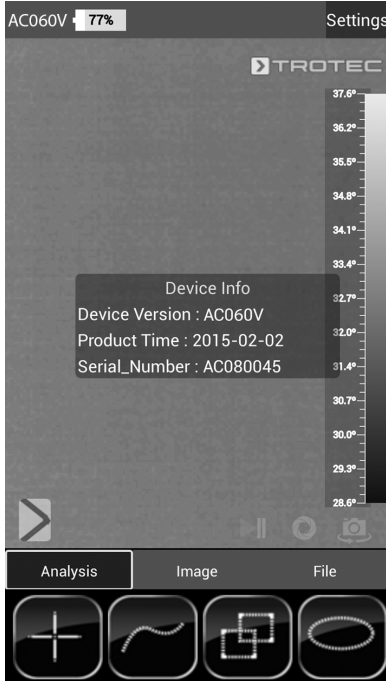 AC060V 77% Settings
TROTEC
37.6°
36.2°
35.5°
34.8°
34.1°
33.4°
Device Info
32.7°
Device Version : AC060V
32.0°
Product Time : 2015-02-02
31.4°
Serial_Number : AC080045
30.7°
30.0°
29.3°
28.6°
Analysis Image File